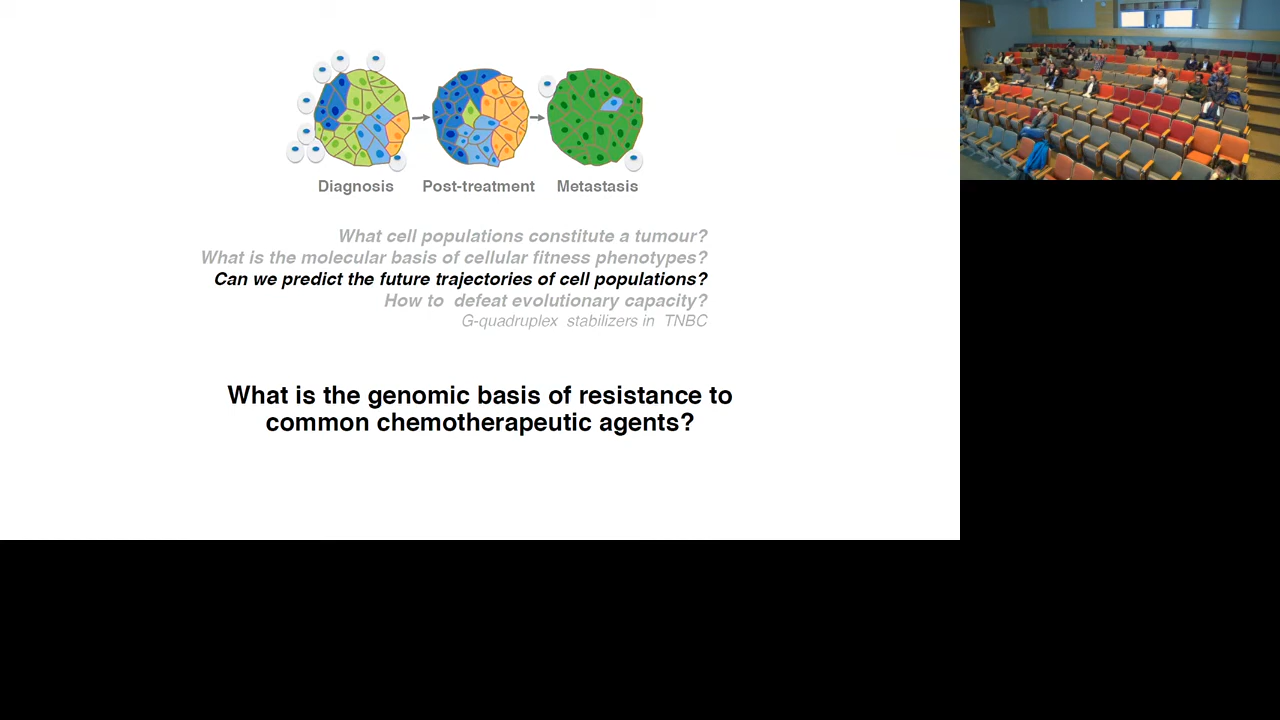 Diagnosis
Post-treatment
Metastasis
What cell populations constitute a tumour?
What is the molecular basis of cellular fitness phenotypes?
Can we predict the future trajectories of cell populations?
How to defeat evolutionary capacity?
G-quadruplex stabilizers in TNBC
What is the genomic basis of resistance to
common chemotherapeutic agents?